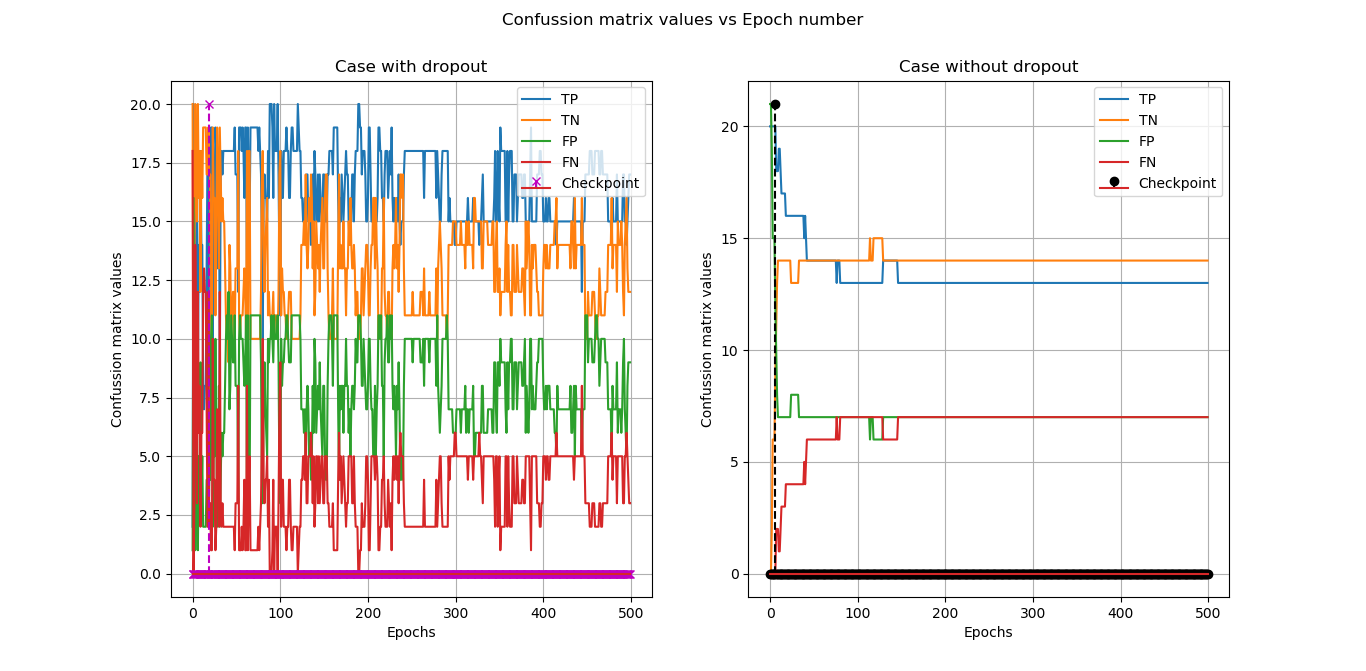 Confussion matrix values vs Epoch number
Case with dropout
Confussion matrix values
20.0
17.5
15.0
12.5
10.0
7.5
5.0
2.5
0.0
0
100
200
300
400
500
Epochs
TP
TN
FP
FN
Checkpoint
Case without dropout
Confussion matrix values
20
15
10
5
0
0
100
200
300
400
500
Epochs
TP
TN
FP
FN
Checkpoint